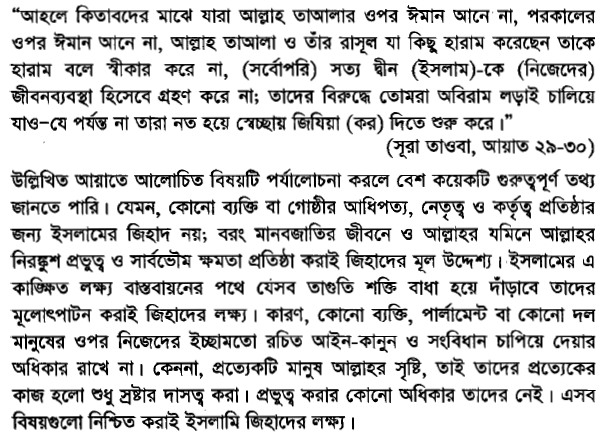 “আহলে কিতাবদের মাঝে যারা আল্লাহ তাআলার ওপর ঈমান আনে না, পরকালের
ওপর ঈমান আনে না, আল্লাহ তাআলা ও তাঁর রাসূল যা কিছু হারাম করেছেন তাকে
হারাম বলে স্বীকার করে না, (সর্বোপরি) সত্য দ্বীন (ইসলাম)-কে (নিজেদের)
জীবনব্যবস্থা হিসেবে গ্রহণ করে না; তাদের বিরুদ্ধে তোমরা অবিরাম লড়াই চালিয়ে
যাও–যে পর্যন্ত না তারা নত হয়ে স্বেচ্ছায় জিযিয়া (কর) দিতে শুরু করে।”
(সূরা তাওবা, আয়াত ২৯-৩০)
উল্লিখিত আয়াতে আলোচিত বিষয়টি পর্যালোচনা করলে বেশ কয়েকটি গুরুত্বপূর্ণ তথ্য
জানতে পারি। যেমন, কোনো ব্যক্তি বা গোষ্ঠীর আধিপত্য, নেতৃত্ব ও কর্তৃত্ব প্রতিষ্ঠার
জন্য ইসলামের জিহাদ নয়; বরং মানবজাতির জীবনে ও আল্লাহর যমিনে আল্লাহর
নিরঙ্কুশ প্রভুত্ব ও সার্বভৌম ক্ষমতা প্রতিষ্ঠা করাই জিহাদের মূল উদ্দেশ্য। ইসলামের এ
কাঙ্ক্ষিত লক্ষ্য বাস্তবায়নের পথে যেসব তাগুতি শক্তি বাধা হয়ে দাঁড়াবে তাদের
মূলোৎপাটন করাই জিহাদের লক্ষ্য। কারণ, কোনো ব্যক্তি, পার্লামেন্ট বা কোনো দল
মানুষের ওপর নিজেদের ইচ্ছামতো রচিত আইন-কানুন ও সংবিধান চাপিয়ে দেয়ার
অধিকার রাখে না। কেননা, প্রত্যেকটি মানুষ আল্লাহর সৃষ্টি, তাই তাদের প্রত্যেকের
কাজ হলো শুধু স্রষ্টার দাসত্ব করা। প্রভুত্ব করার কোনো অধিকার তাদের নেই। এসব
বিষয়গুলো নিশ্চিত করাই ইসলামি জিহাদের লক্ষ্য।